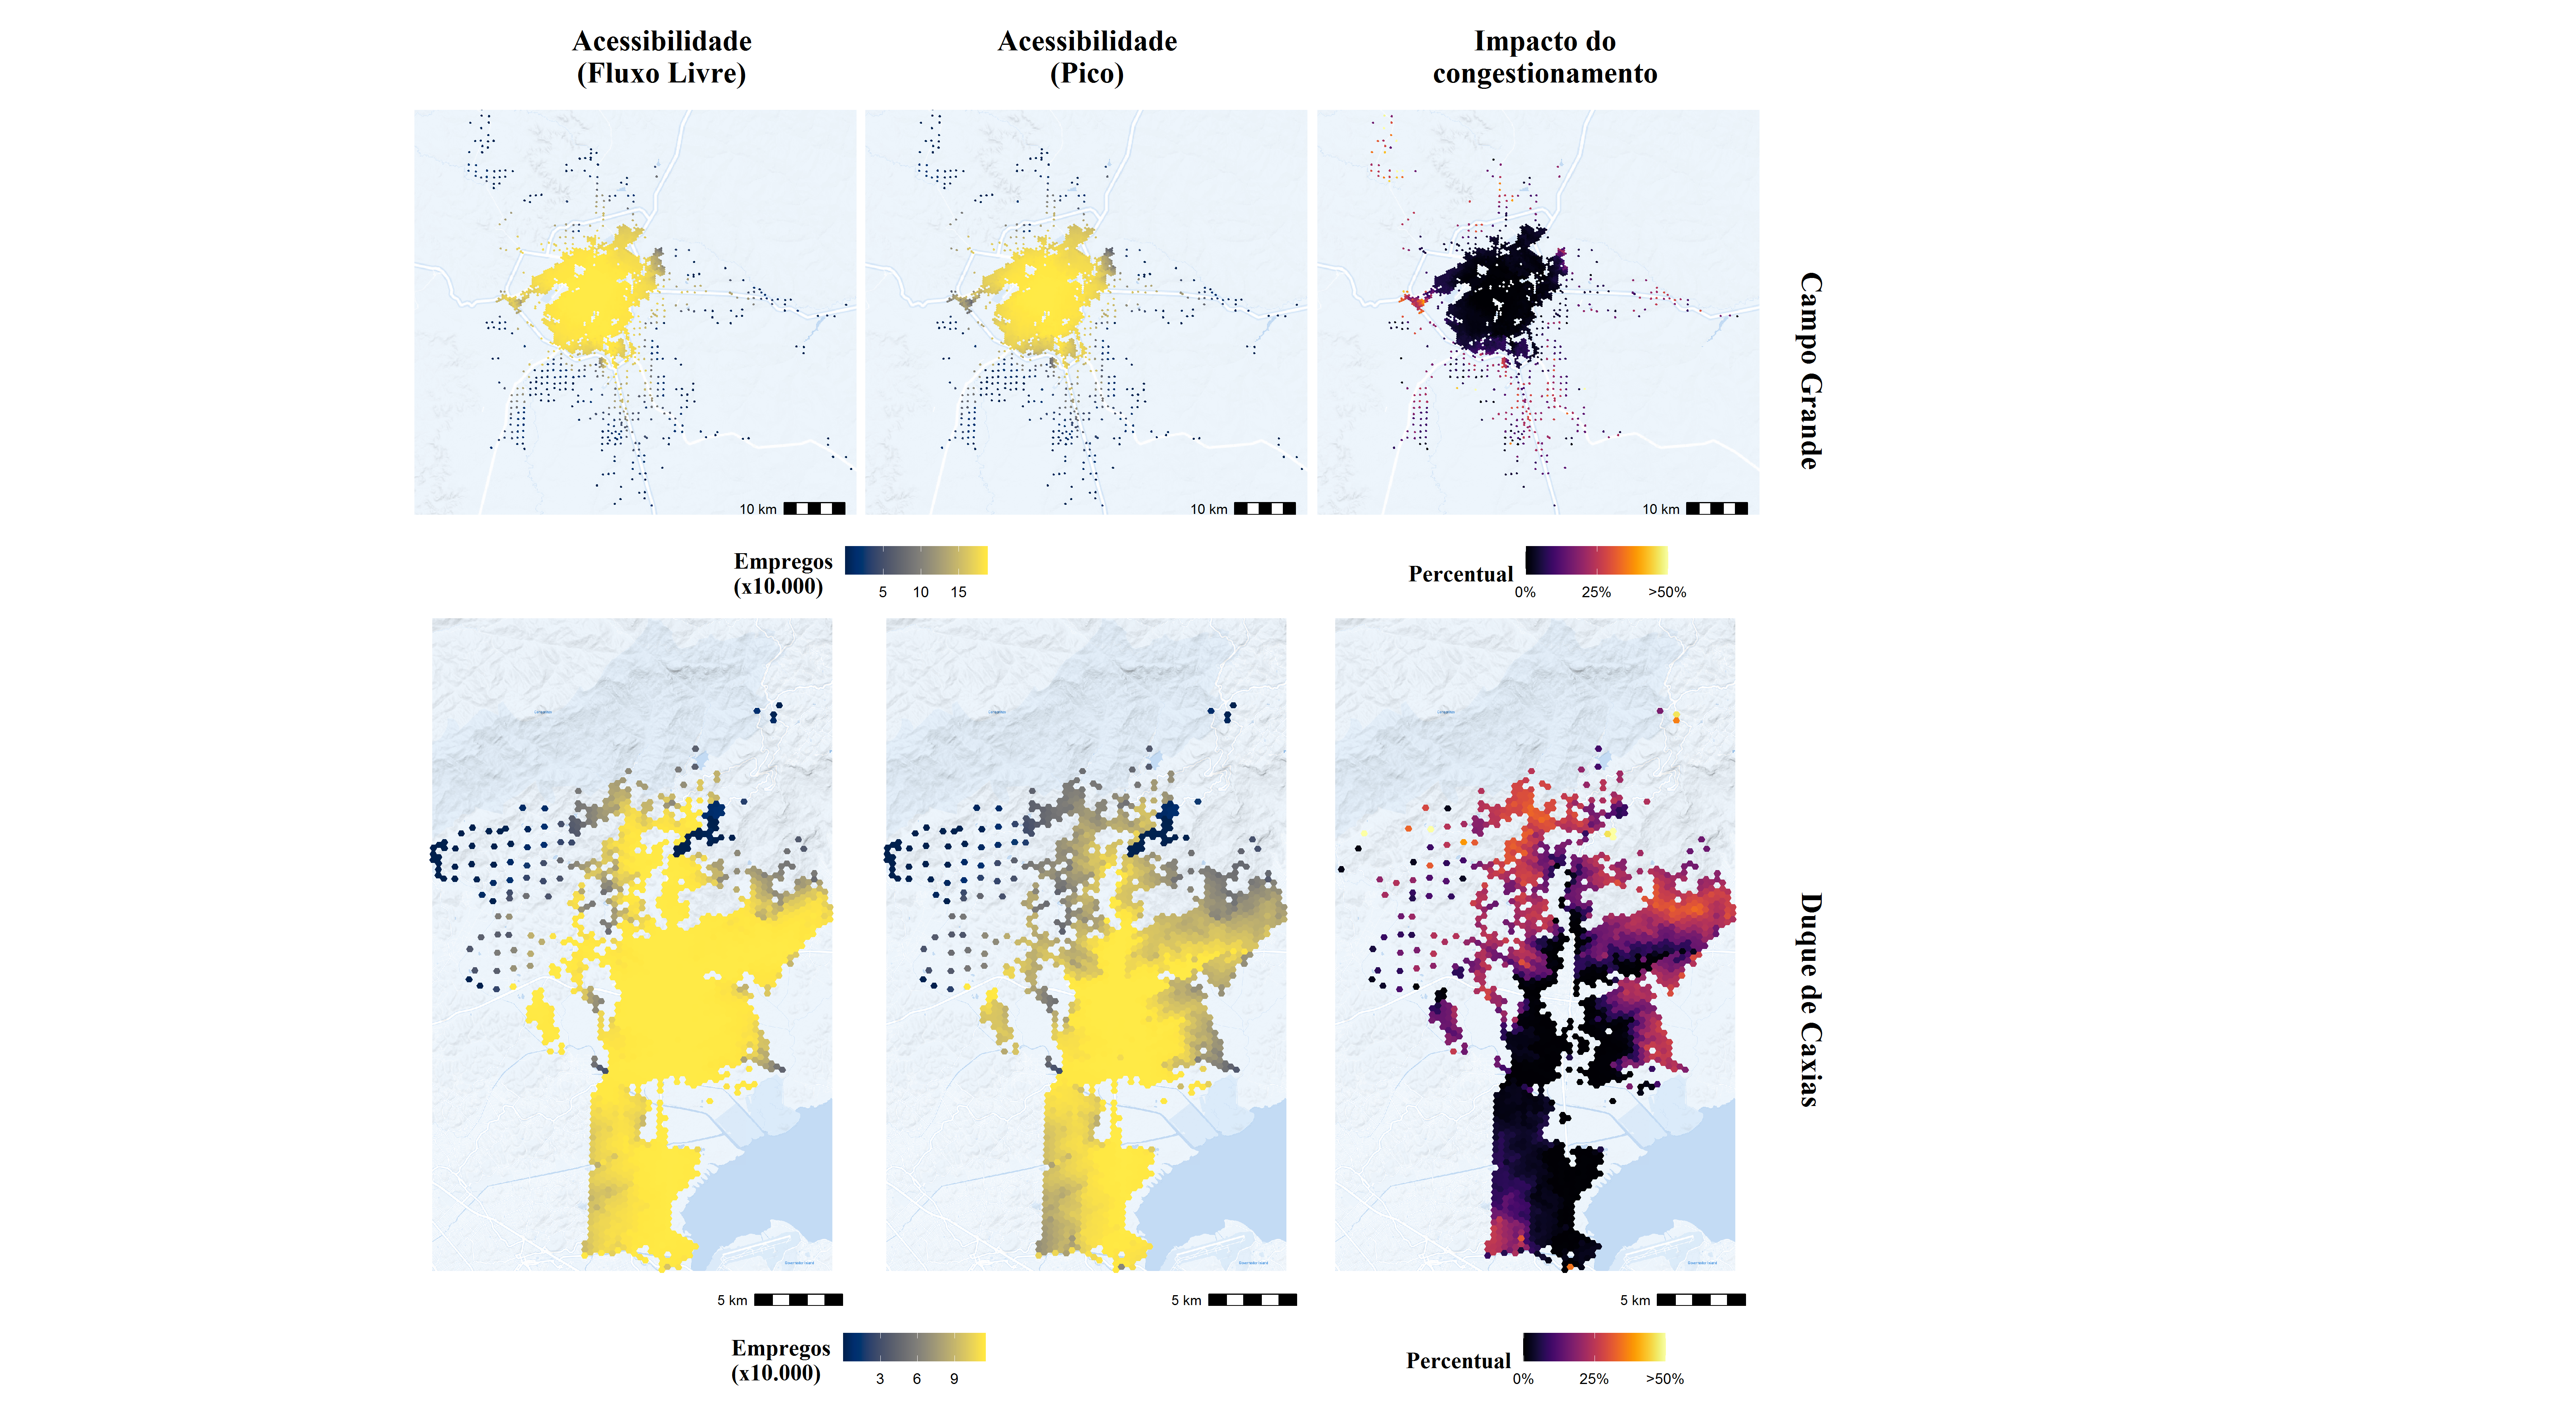 Acessibilidade
(Fluxo Livre)
Acessibilidade
(Pico)
Impacto do
congestionamento
Campo Grande
10 km
10 km
10 km
Empregos
(x10.000)
5 10 15
Percentual
0% 25% >50%
Duque de Caxias
5 km
5 km
5 km
Empregos
(x10.000)
3 6 9
Percentual
0% 25% >50%